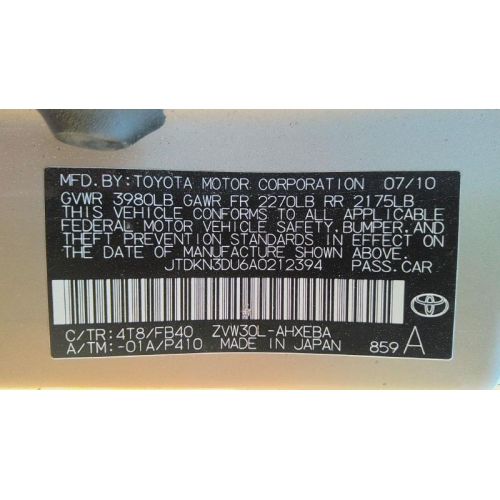 MFD.BY:TOYOTA MOTOR CORPORATION 07/10
GVWR 3980LB GAWR FR 2270LB RR 2175LB
THIS VEHICLE CONFORMS TO ALL APPLICABLE
FEDERAL MOTOR VEHICLE SAFETY, BUMPER, AND
THEFT PREVENTION STANDARDS IN EFFECT ON
THE DATE OF MANUFACTURE SHOWN ABOVE.
JTDKN3DU6A0212394 PASS.CAR
C/TR:4T8/FB40 ZVW30L-AHXEBA
A/TM:-01A/P410 MADE IN JAPAN 859 A